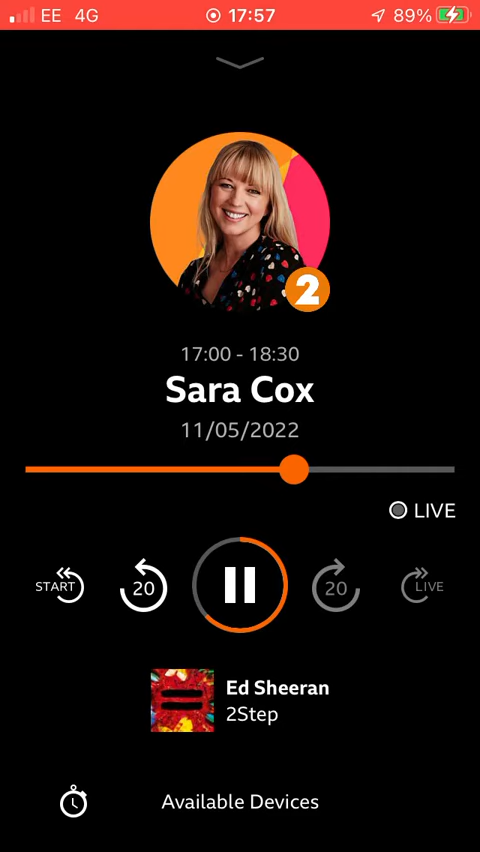 EE 4G 17:57 89%
2
17:00 - 18:30
Sara Cox
11/05/2022
LIVE
START 20 20 LIVE
Ed Sheeran
2Step
Available Devices